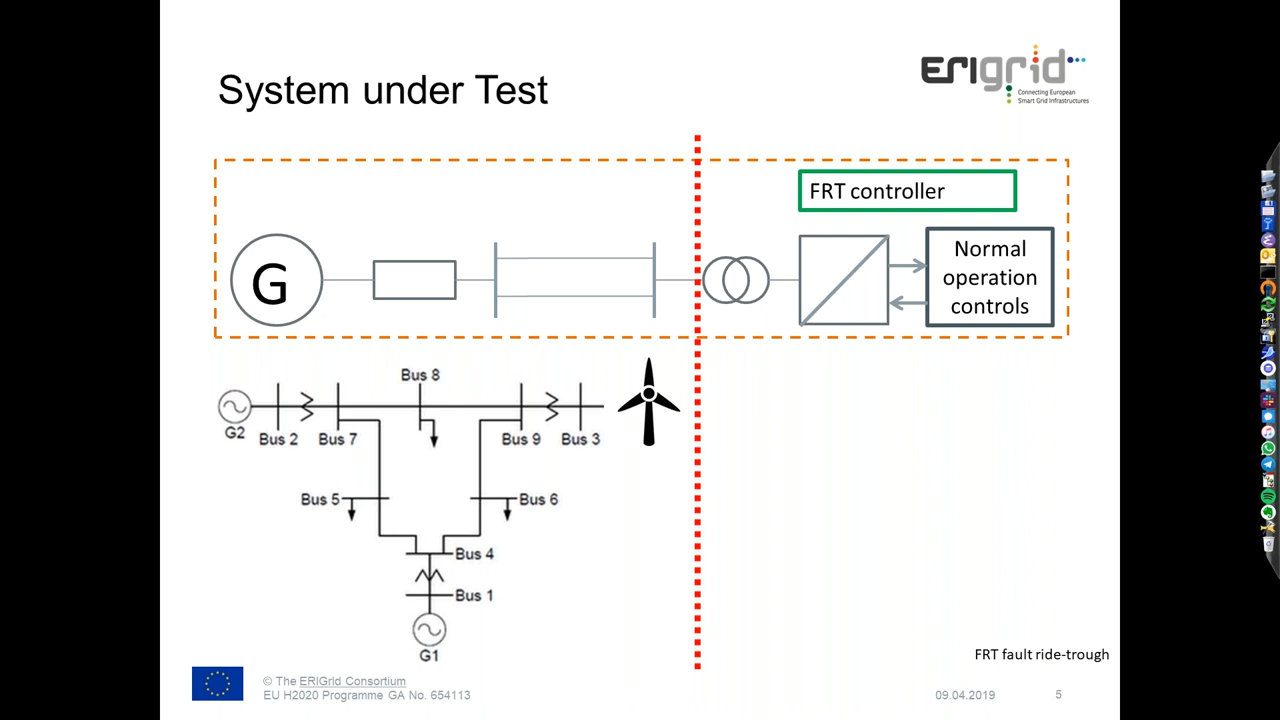 System under Test
ERIgrid
Connecting European
Smart Grid Infrastructures
FRT controller
G
Normal
operation
controls
Bus 8
G2
Bus 2
Bus 7
Bus 9
Bus 3
Bus 5
Bus 6
Bus 4
Bus 1
G1
FRT fault ride-trough
© The ERIGrid Consortium
EU H2020 Programme GA No. 654113
09.04.2019
5